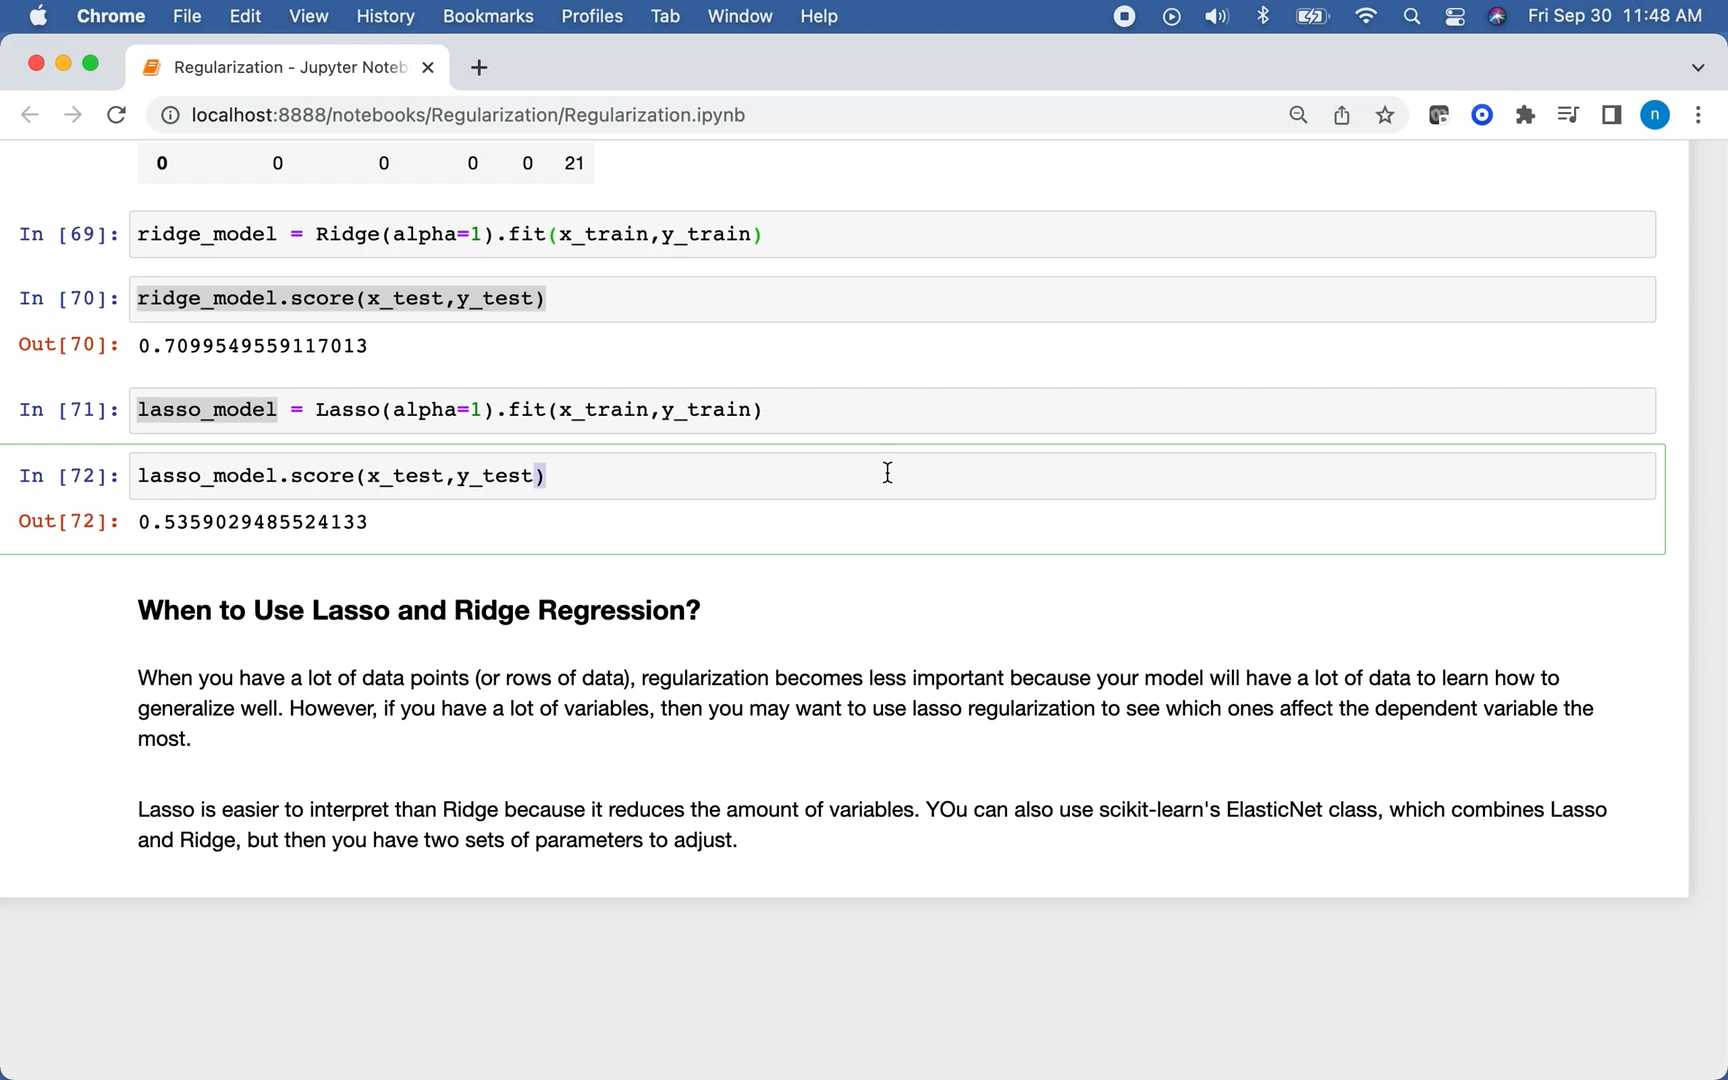 Chrome File Edit View History Bookmarks Profiles Tab Window Help Fri Sep 30 11:48 AM
Regularization - Jupyter Noteb
localhost:8888/notebooks/Regularization/Regularization.ipynb n
0 0 0 0 0 21
In [69]: ridge_model = Ridge(alpha=1).fit(x_train,y_train)
In [70]: ridge_model.score(x_test,y_test)
Out[70]: 0.7099549559117013
In [71]: lasso_model = Lasso(alpha=1).fit(x_train,y_train)
In [72]: lasso_model.score(x_test,y_test)
Out[72]: 0.5359029485524133
When to Use Lasso and Ridge Regression?
When you have a lot of data points (or rows of data), regularization becomes less important because your model will have a lot of data to learn how to
generalize well. However, if you have a lot of variables, then you may want to use lasso regularization to see which ones affect the dependent variable the
most.
Lasso is easier to interpret than Ridge because it reduces the amount of variables. YOu can also use scikit-learn's ElasticNet class, which combines Lasso
and Ridge, but then you have two sets of parameters to adjust.